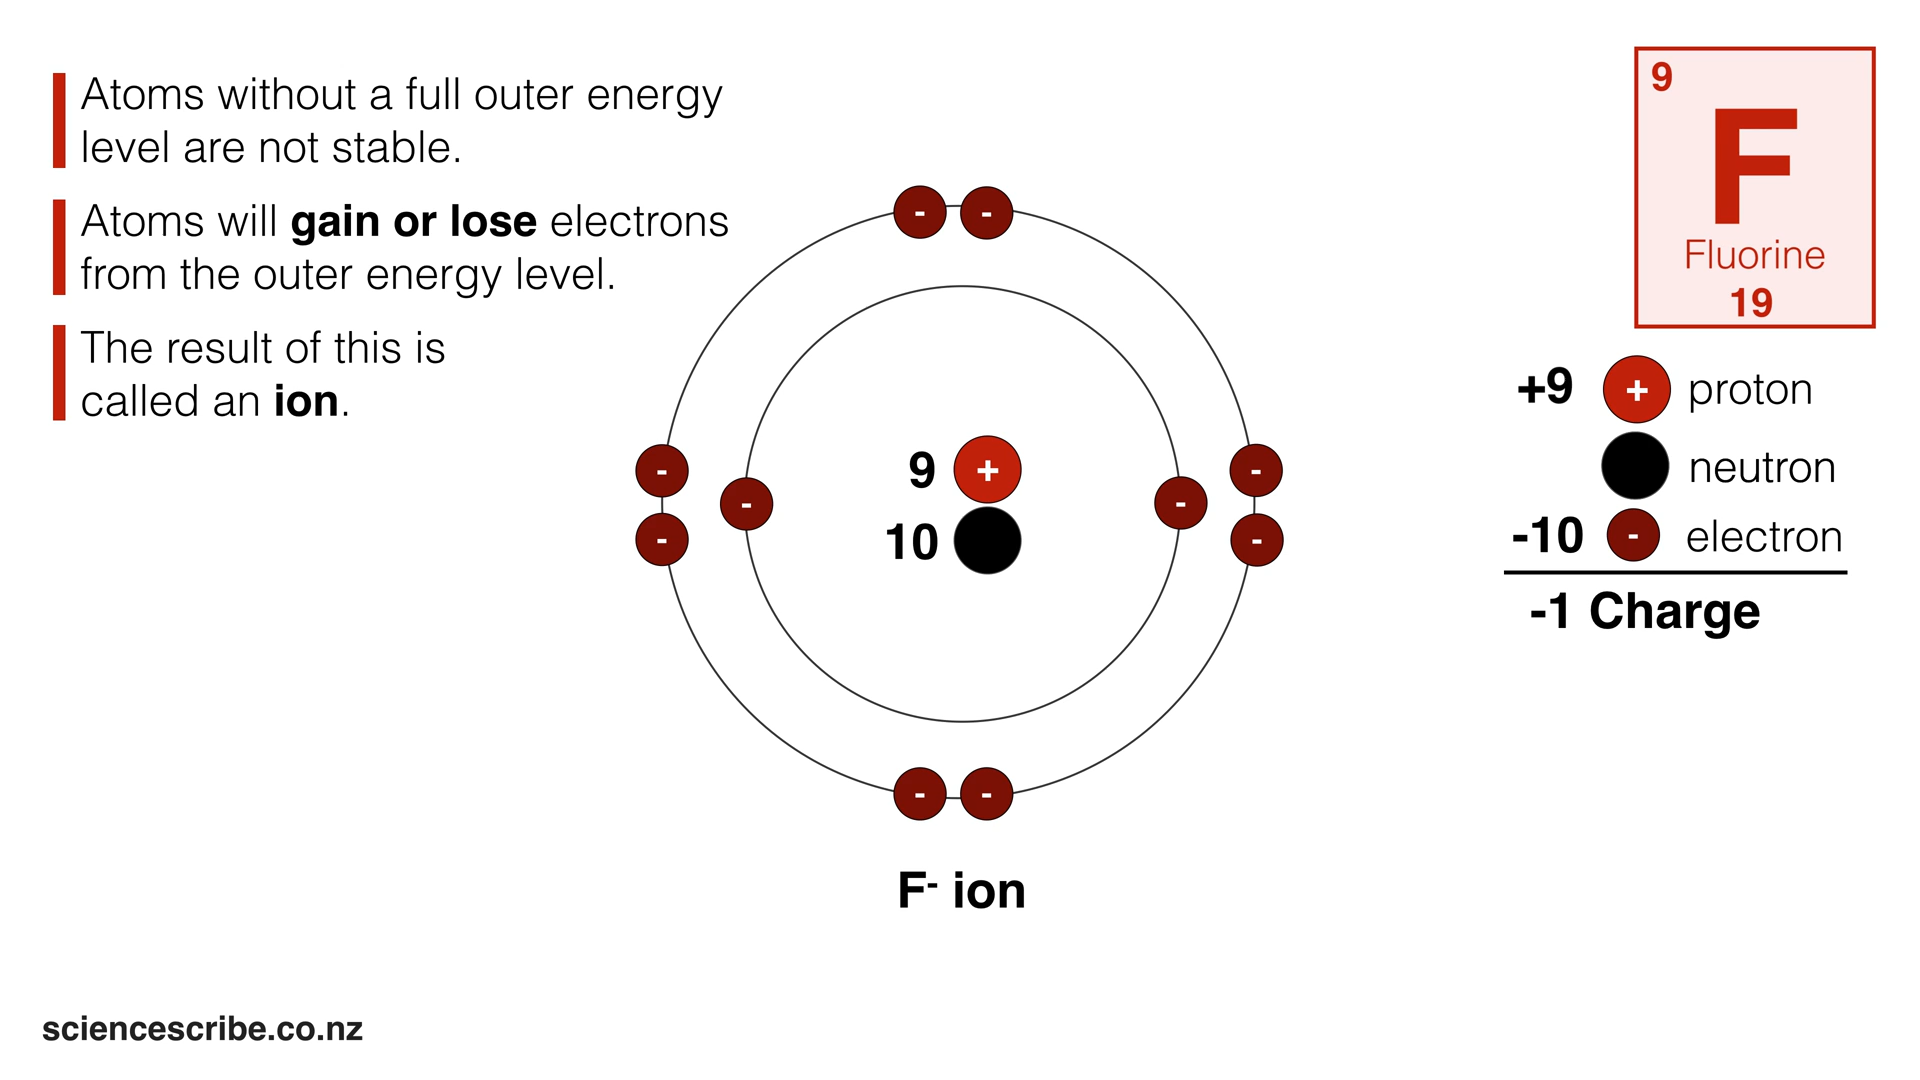 Atoms without a full outer energy
level are not stable.
Atoms will gain or lose electrons
from the outer energy level.
The result of this is
called an ion.
9
F
Fluorine
19
- -
- -
- -
- -
9 +
10
- -
+9 + proton
neutron
-10 - electron
-1 Charge
F- ion
sciencescribe.co.nz